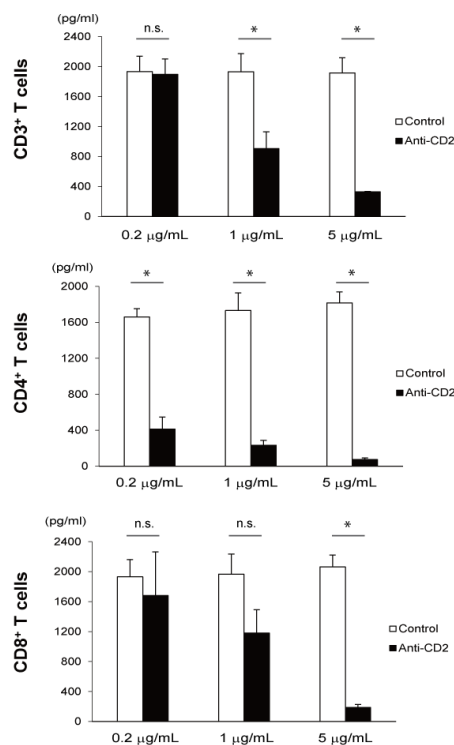 (pg/ml)
n.s.
*
*
2400
2000
1600
1200
800
400
0
CD3⁺ T cells
Control
Anti-CD2
0.2 μg/mL
1 μg/mL
5 μg/mL
(pg/ml)
*
*
*
2000
1600
1200
800
400
0
CD4⁺ T cells
Control
Anti-CD2
0.2 μg/mL
1 μg/mL
5 μg/mL
(pg/ml)
n.s.
n.s.
*
2400
2000
1600
1200
800
400
0
CD8⁺ T cells
Control
Anti-CD2
0.2 μg/mL
1 μg/mL
5 μg/mL